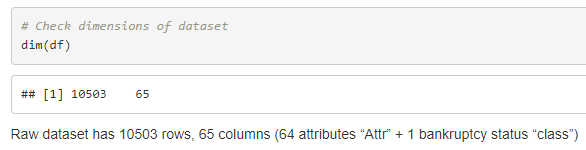 # Check dimensions of dataset
dim(df)
## [1] 10503    65
Raw dataset has 10503 rows, 65 columns (64 attributes “Attr” + 1 bankruptcy status “class”)